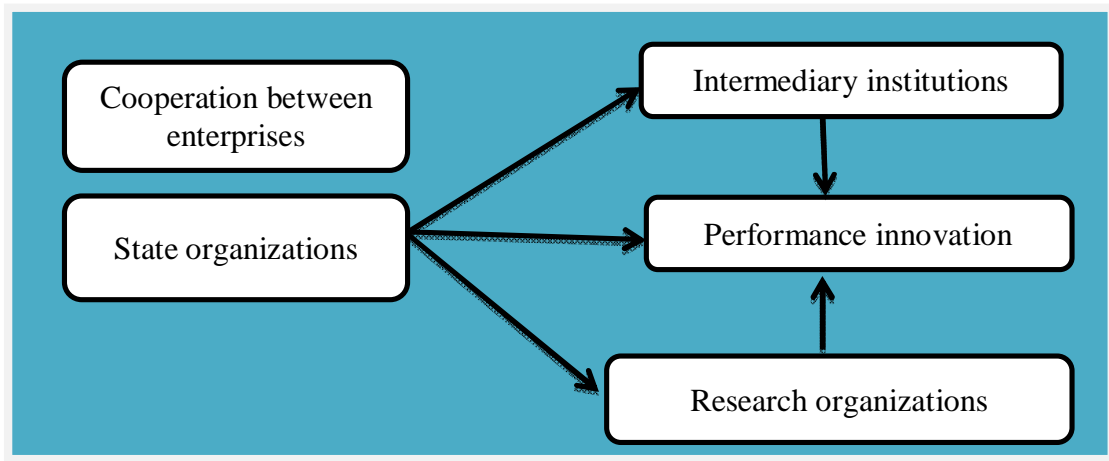 Cooperation between
enterprises
State organizations
Intermediary institutions
Performance innovation
Research organizations